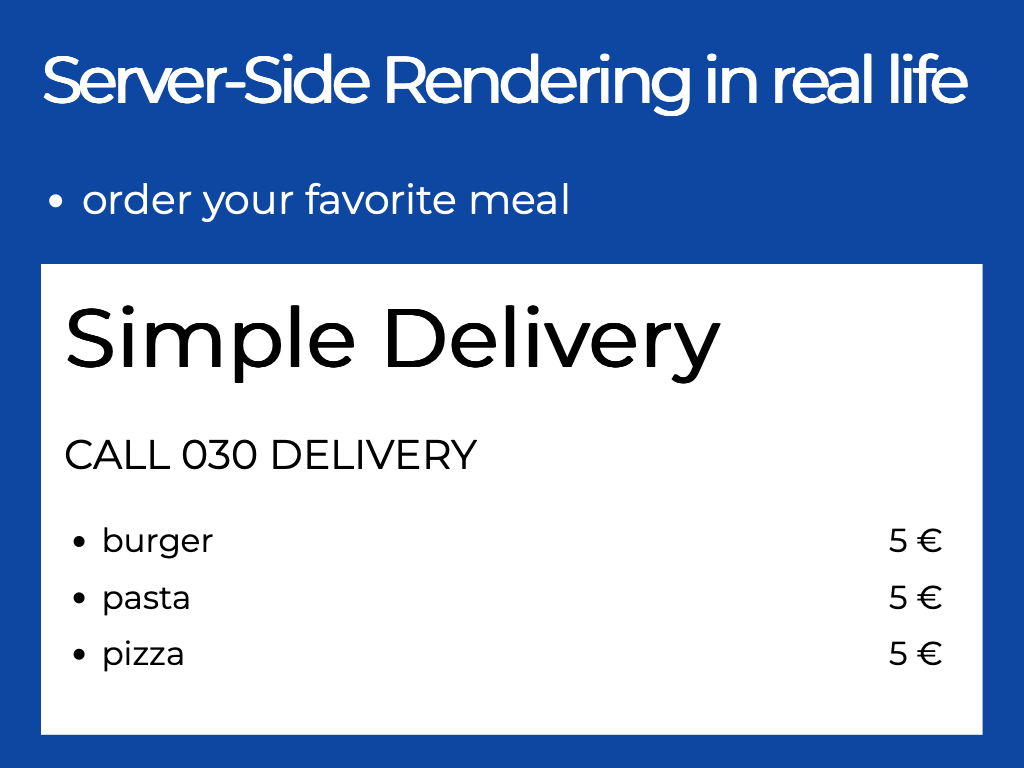 Server-Side Rendering in real life
• order your favorite meal
Simple Delivery
CALL 030 DELIVERY
• burger 5 €
• pasta 5 €
• pizza 5 €